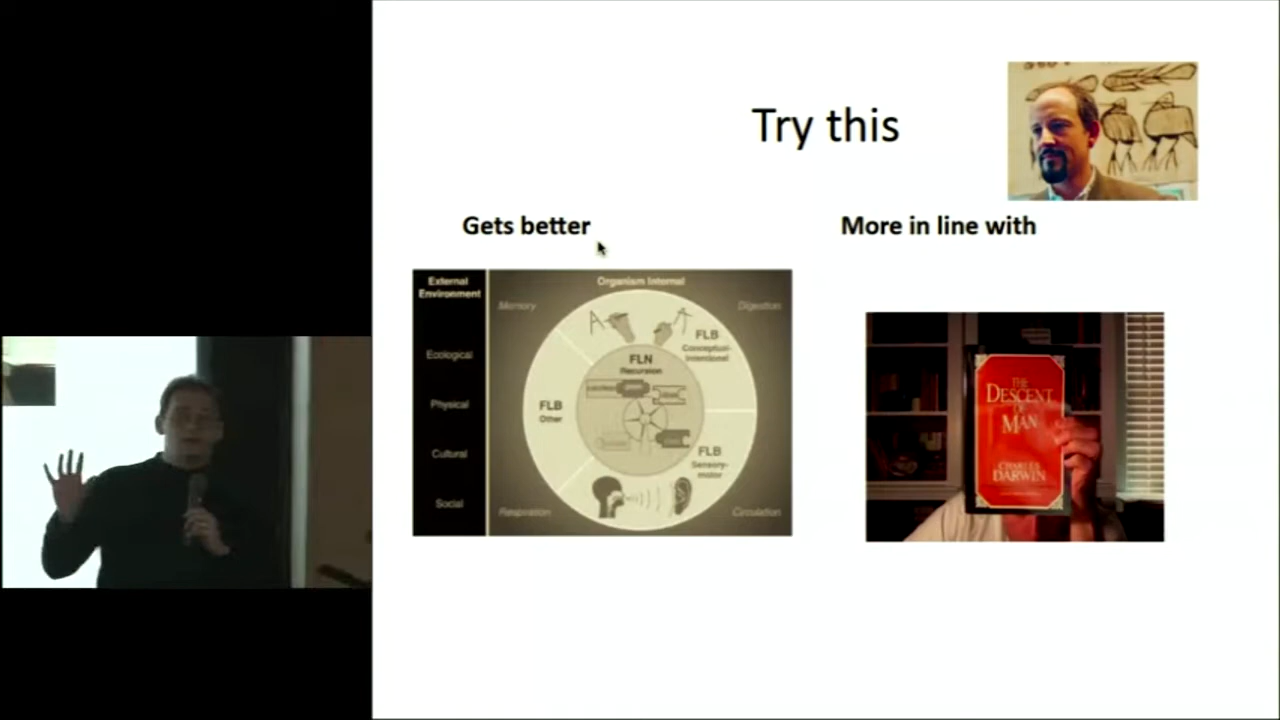 Try this
Gets better
More in line with
External
Environment
Organism Internal
Memory
Digestion
Ecological
Physical
Cultural
Social
A
FLB
Conceptual-
intentional
FLN
Recursion
FLB
Other
FLB
Sensory-
motor
Respiration
Circulation
THE
DESCENT
OF
MAN
CHARLES
DARWIN